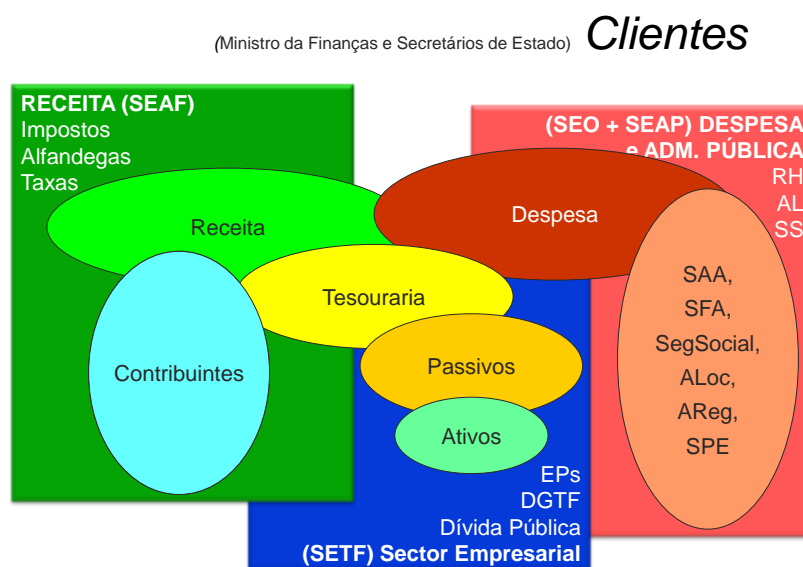 (Ministro da Finanças e Secretários de Estado) Clientes
RECEITA (SEAF)
Impostos
Alfandegas
Taxas
(SEO + SEAP) DESPESA
e ADM. PÚBLICA
RH
AL
SS
Receita
Despesa
Tesouraria
Contribuintes
Passivos
Ativos
SAA,
SFA,
SegSocial,
ALoc,
AReg,
SPE
EPs
DGTF
Dívida Pública
(SETF) Sector Empresarial